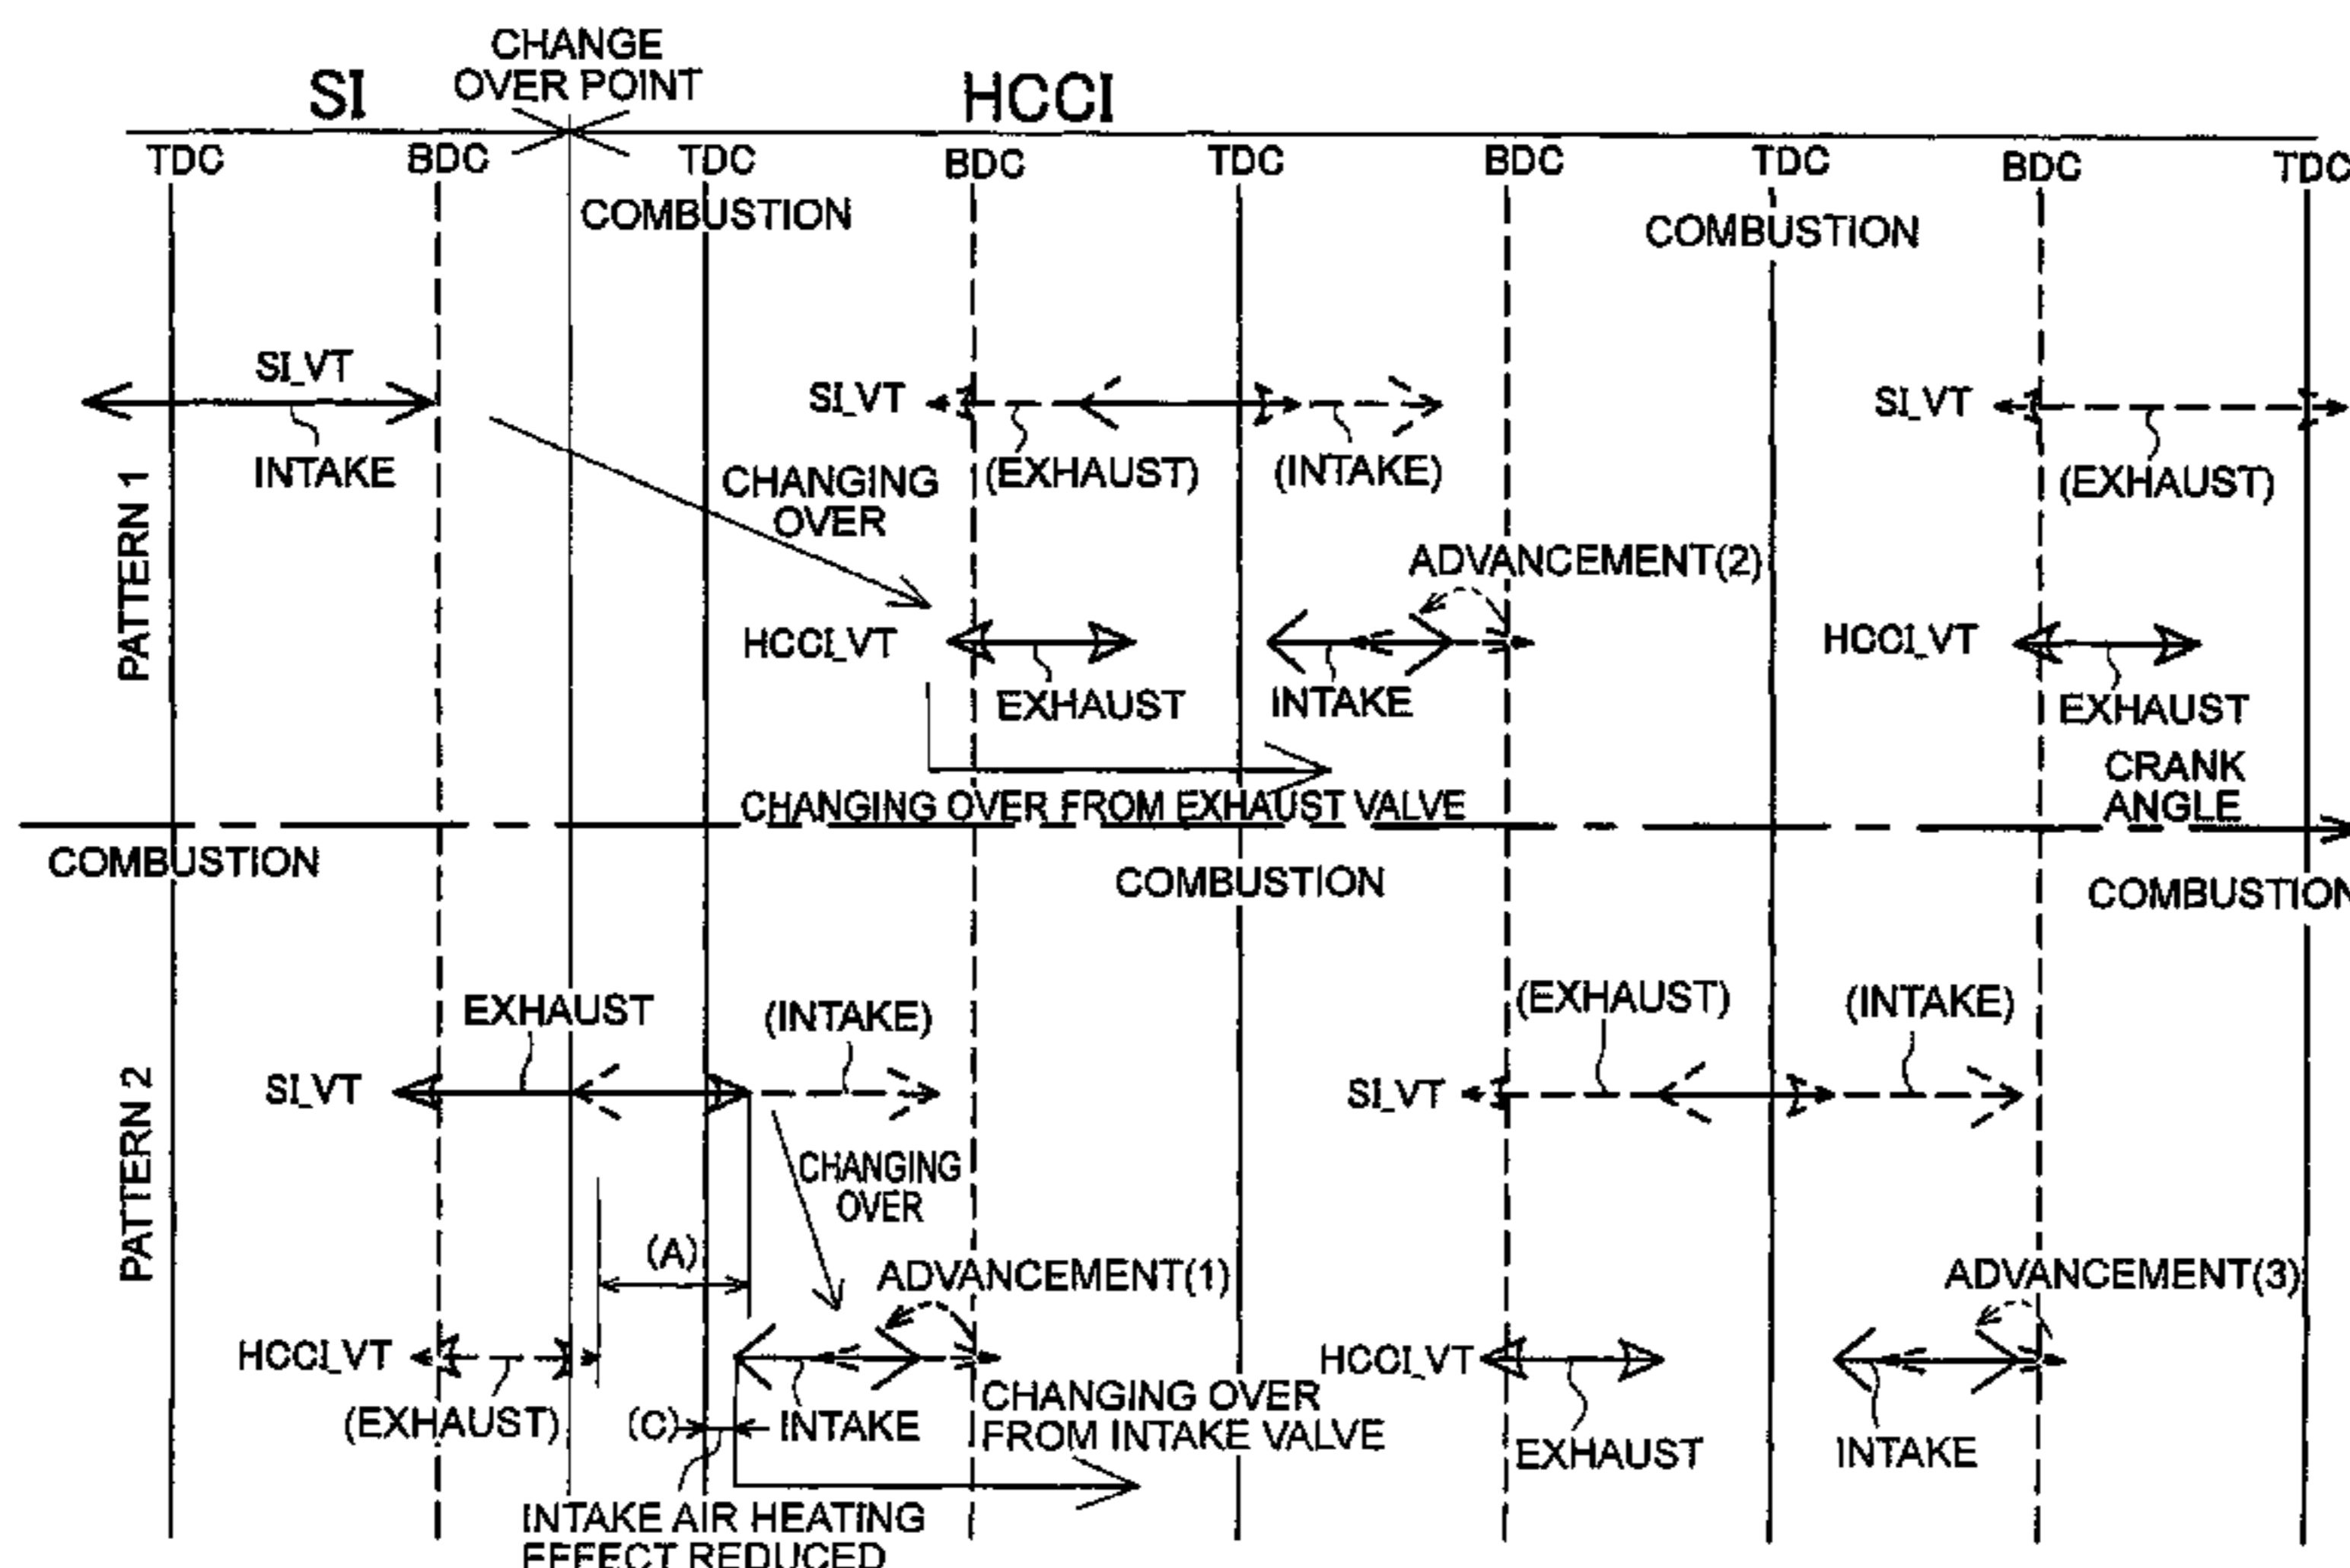 CHANGE
OVER POINT
SI
HCCI
TDC BDC TDC BDC TDC BDC TDC BDC TDC
COMBUSTION
COMBUSTION
PATTERN 1
SI_VT
INTAKE
SI_VT
(EXHAUST)
(INTAKE)
SI_VT
(EXHAUST)
CHANGING
OVER
ADVANCEMENT(2)
HCCI_VT
EXHAUST
INTAKE
HCCI_VT
EXHAUST
CHANGING OVER FROM EXHAUST VALVE
CRANK
ANGLE
COMBUSTION
COMBUSTION
COMBUSTION
PATTERN 2
SI_VT
EXHAUST
(INTAKE)
SI_VT
(EXHAUST)
(INTAKE)
CHANGING
OVER
(A)
ADVANCEMENT(1)
ADVANCEMENT(3)
HCCI_VT
(EXHAUST)
(C)
INTAKE
CHANGING OVER
FROM INTAKE VALVE
HCCI_VT
EXHAUST
INTAKE
INTAKE AIR HEATING
EFFECT REDUCED